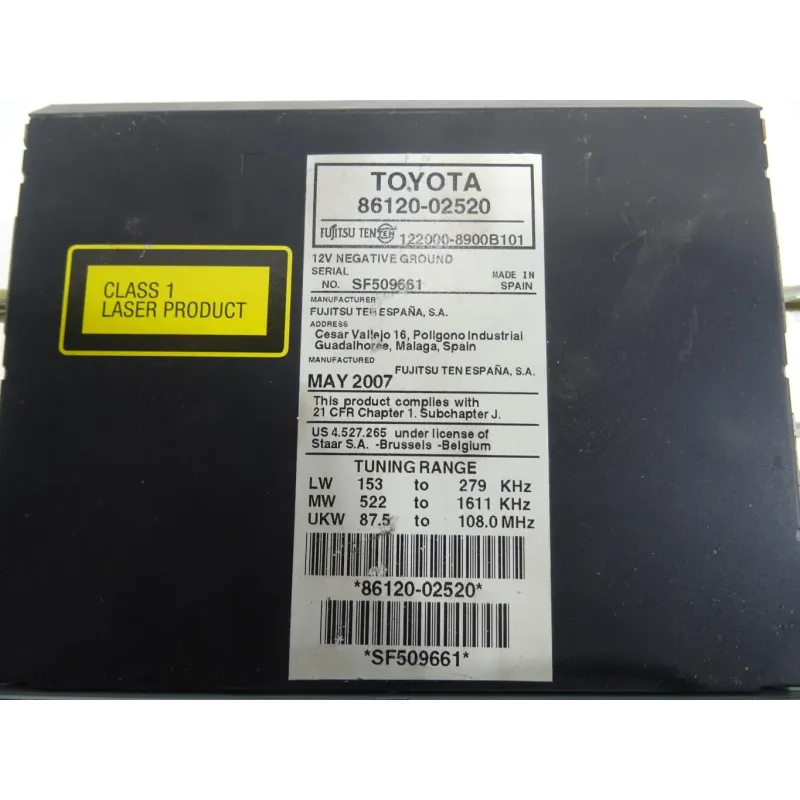 TOYOTA
86120-02520
FUJITSU TEN TEN 122000-8900B101
12V NEGATIVE GROUND
SERIAL MADE IN
NO. SF509661 SPAIN
MANUFACTURER
FUJITSU TEN ESPAÑA, S.A.
ADDRESS
Cesar Vallejo 16, Poligono Industrial
Guadalhorce, Malaga, Spain
MANUFACTURED
FUJITSU TEN ESPAÑA, S.A.
MAY 2007
This product complies with
21 CFR Chapter 1. Subchapter J.
US 4.527.265 under license of
Staar S.A. -Brussels -Belgium
TUNING RANGE
LW 153 to 279 KHz
MW 522 to 1611 KHz
UKW 87.5 to 108.0 MHz
*86120-02520*
*SF509661*
CLASS 1
LASER PRODUCT